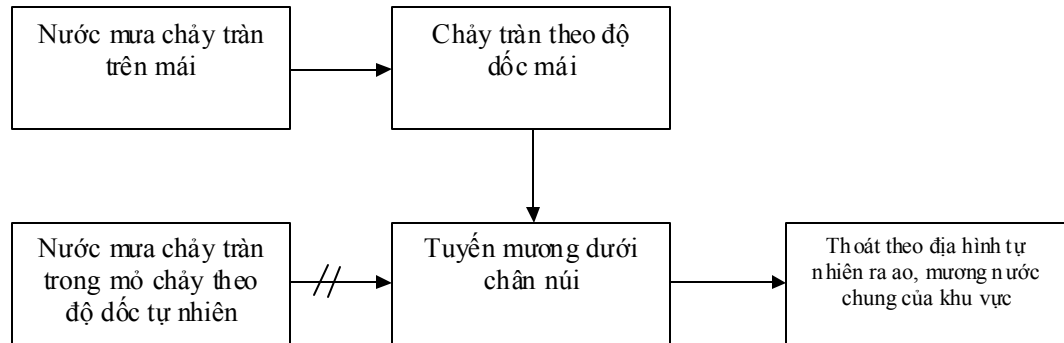 Nước mưa chảy tràn
trên mái
Chảy tràn theo độ
dốc mái
Nước mưa chảy tràn
trong mỏ chảy theo
độ dốc tự nhiên
Tuyến mương dưới
chân núi
Thoát theo địa hình tự
nhiên ra ao, mương nước
chung của khu vực